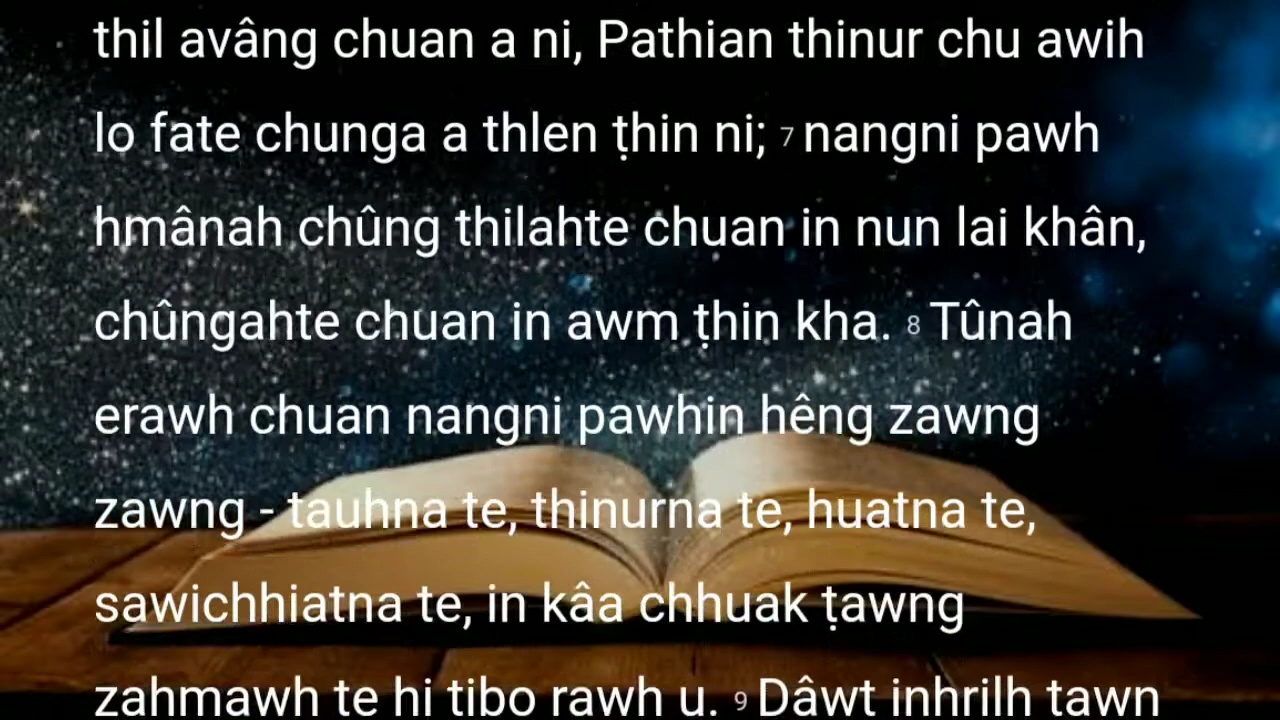 thil avâng chuan a ni, Pathian thinur chu awih
lo fate chunga a thlen ṭhin ni; 7 nangni pawh
hmânah chûng thilahte chuan in nun lai khân,
chûngahte chuan in awm ṭhin kha. 8 Tûnah
erawh chuan nangni pawhin hêng zawng
zawng - tauhna te, thinurna te, huatna te,
sawichhiatna te, in kâa chhuak ṭawng
zahmawh te hi tibo rawh u. 9 Dâwt inhrilh tawn